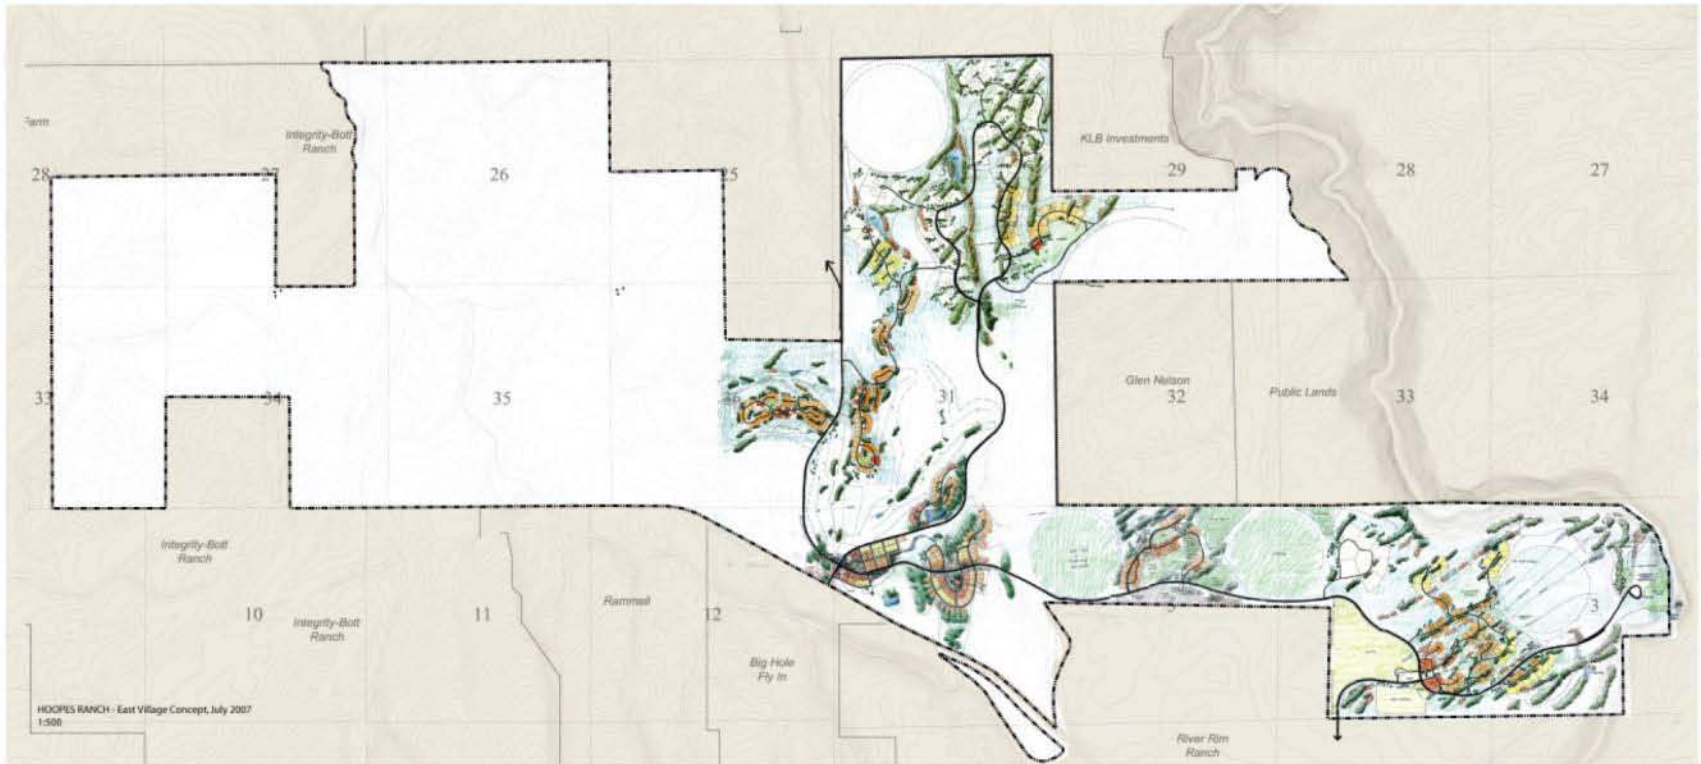 Integrity-Bott
Ranch
KLB Investments
28
27
26
25
29
28
27
Glen Nelson
Public Lands
33
34
35
36
31
32
33
34
Integrity-Bott
Ranch
Integrity-Bott
Ranch
Rammell
10
11
12
3
Big Hole
Fly In
River Rim
Ranch
HOOPES RANCH - East Village Concept, July 2007
1:500